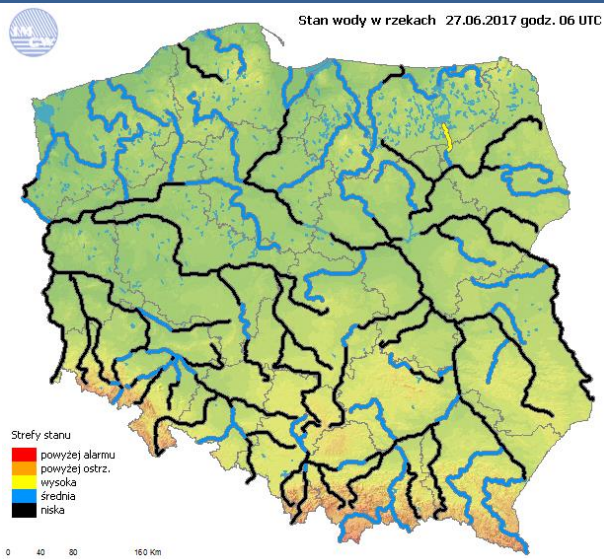 Stan wody w rzekach 27.06.2017 godz. 06 UTC
Strefy stanu
powyżej alarmu
powyżej ostrz.
wysoka
średnia
niska
0 40 80 160 Km